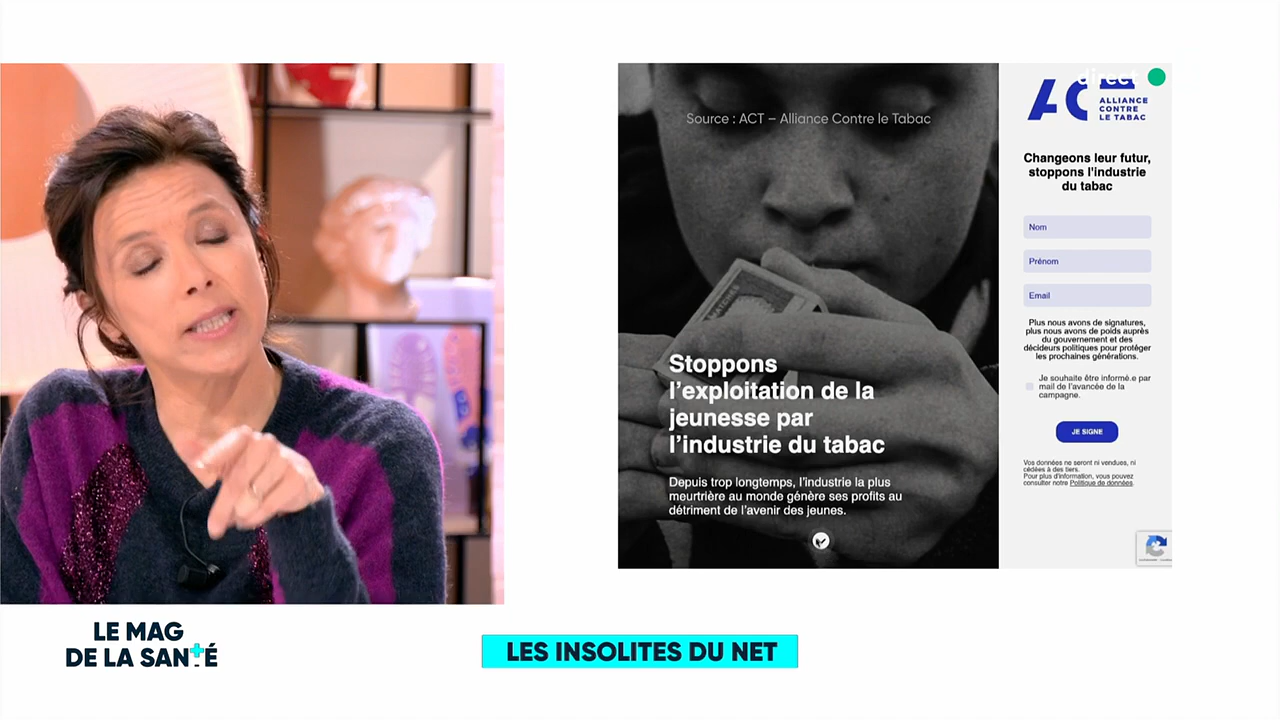 direct
Source : ACT – Alliance Contre le Tabac
Stoppons
l'exploitation de la
jeunesse par
l'industrie du tabac
Depuis trop longtemps, l'industrie la plus
meurtrière au monde génère ses profits au
détriment de l'avenir des jeunes.
MATCHES
ACT
ALLIANCE
CONTRE
LE TABAC
Changeons leur futur,
stoppons l'industrie
du tabac
Nom
Prénom
Email
Plus nous avons de signatures,
plus nous avons de poids auprès
du gouvernement et des
décideurs politiques pour protéger
les prochaines générations.
Je souhaite être informé.e par
mail de l'avancée de la
campagne.
JE SIGNE
Vos données ne seront ni vendues, ni
cédées à des tiers.
Pour plus d'information, vous pouvez
consulter notre Politique de données.
LE MAG
DE LA SANTÉ
LES INSOLITES DU NET